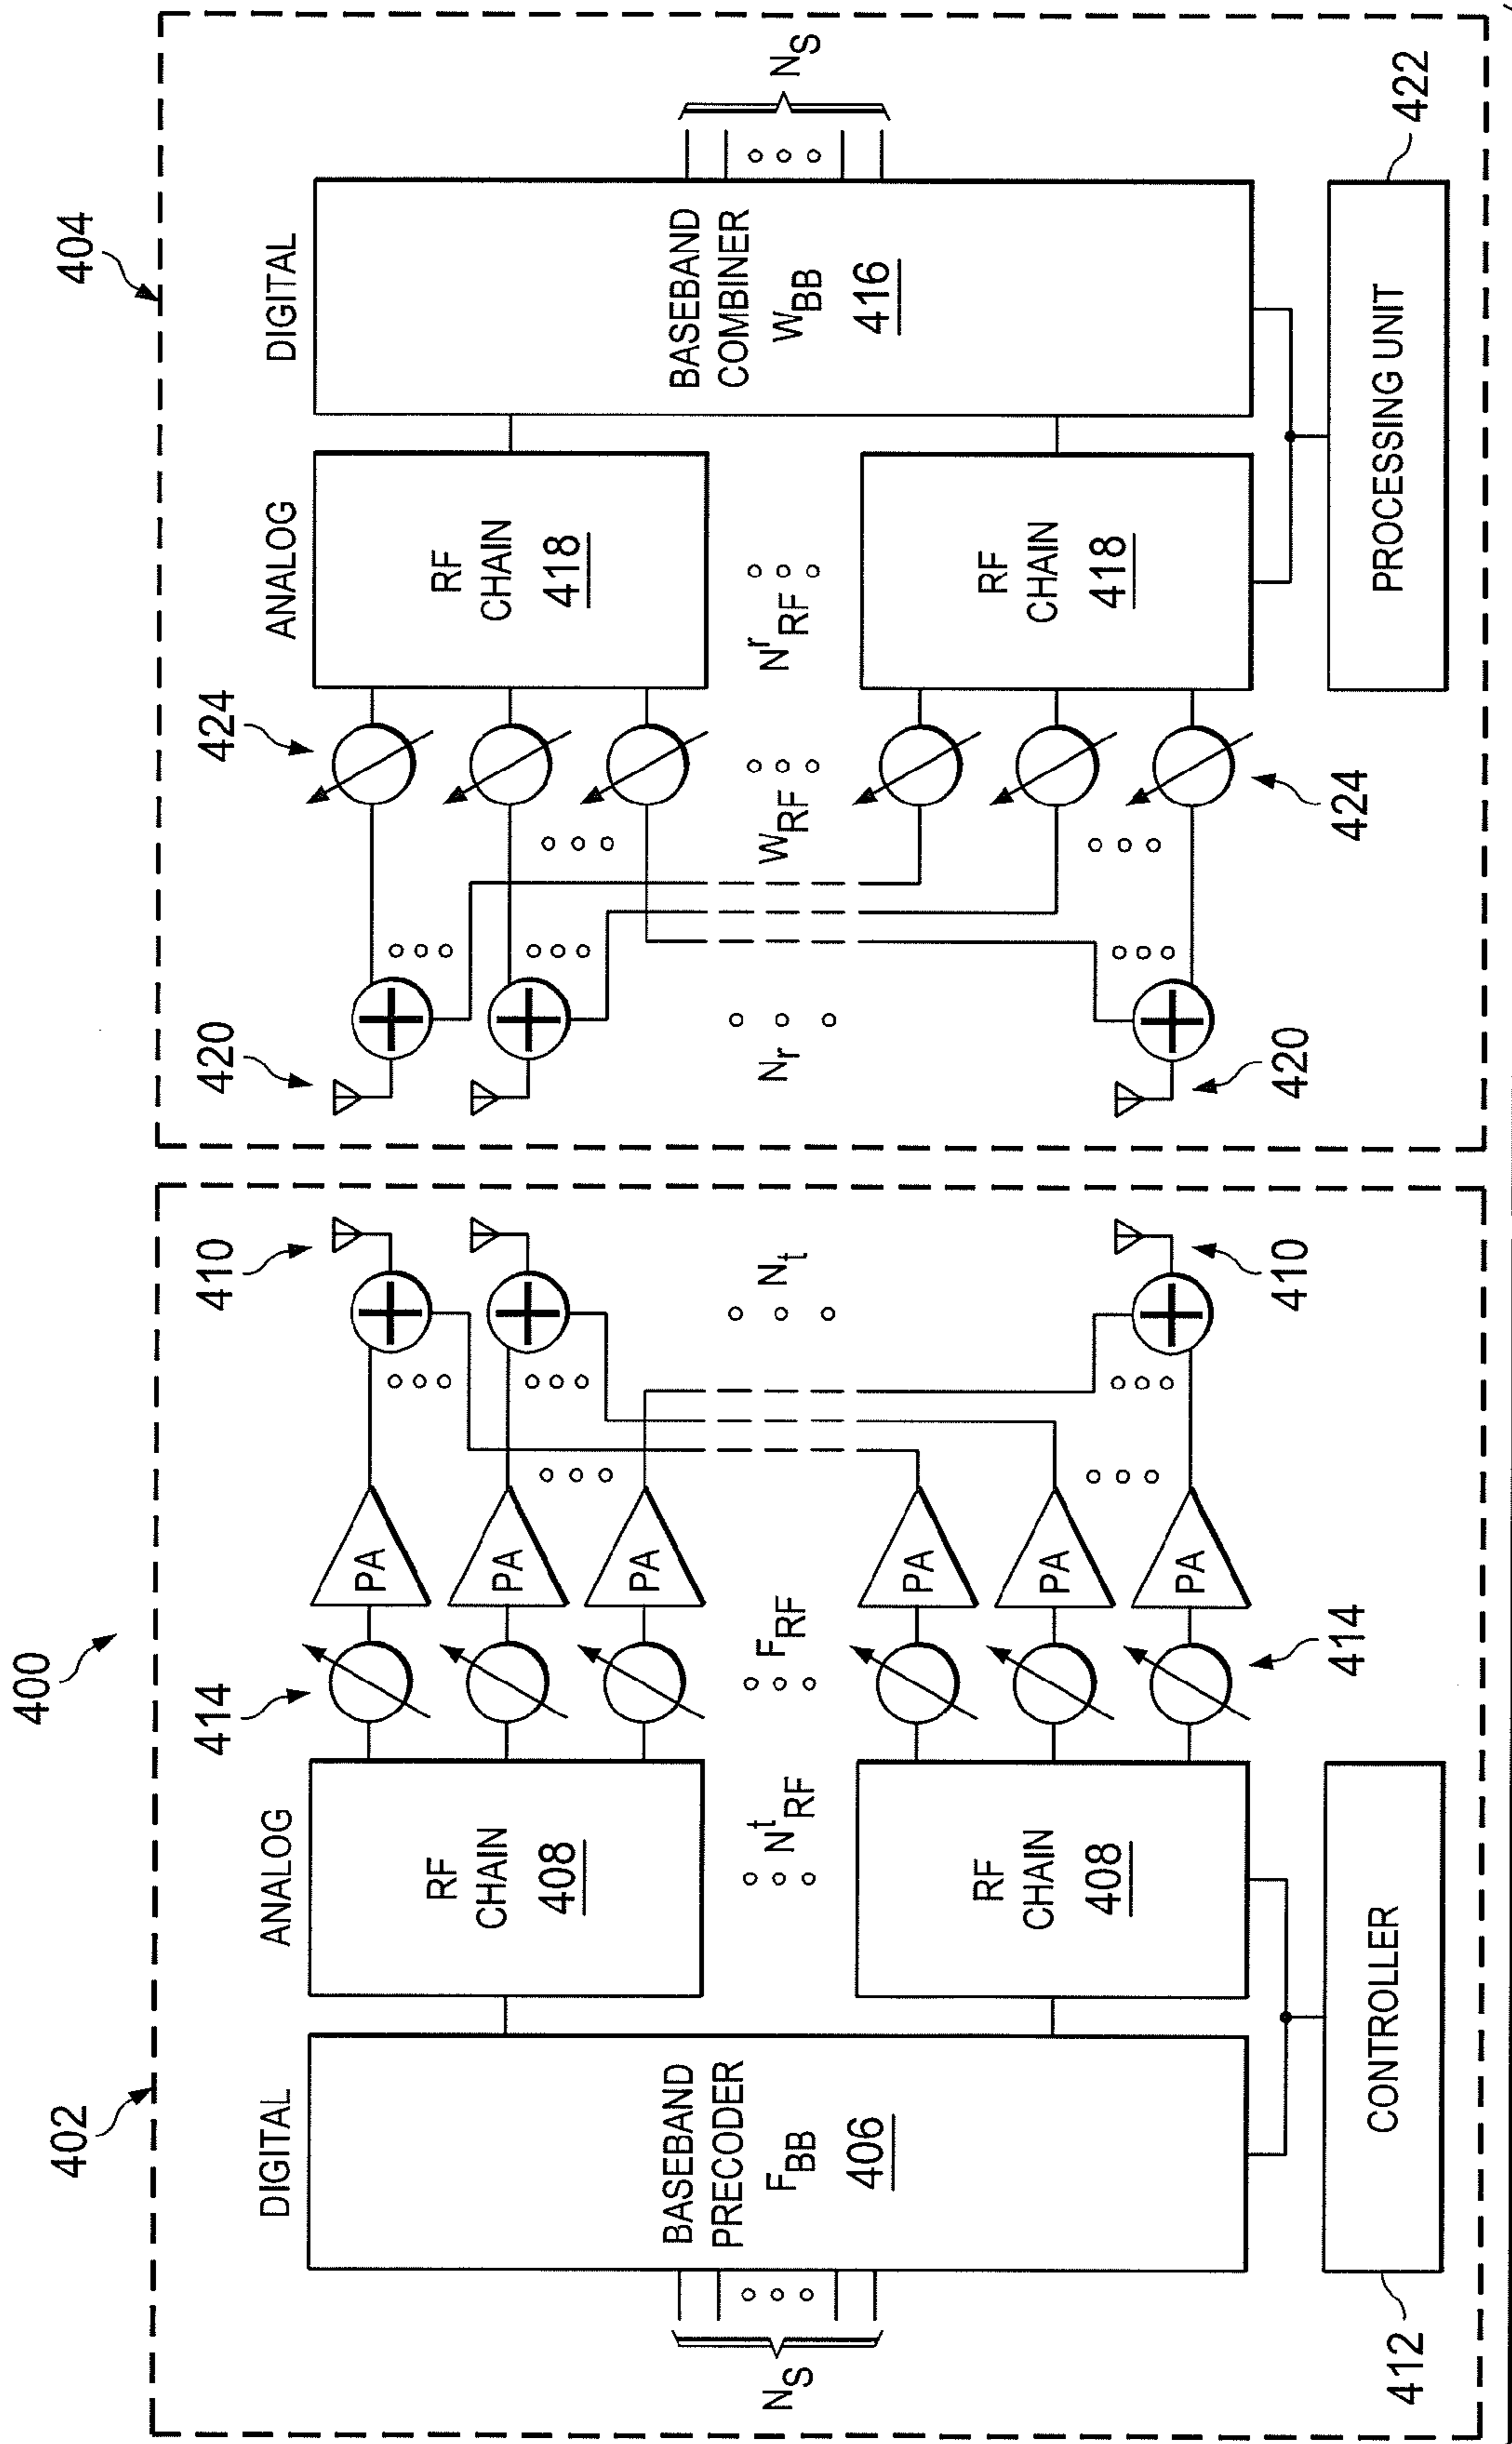 400
402
DIGITAL
ANALOG
414
410
N_S
BASEBAND
PRECODER
F_BB
406
RF
CHAIN
408
PA
PA
PA
N^t_RF
F_RF
N_t
RF
CHAIN
408
PA
PA
PA
414
410
412
CONTROLLER
404
420
424
ANALOG
DIGITAL
RF
CHAIN
418
BASEBAND
COMBINER
W_BB
416
N_S
N_r
W_RF
N^r_RF
RF
CHAIN
418
420
424
PROCESSING UNIT
422